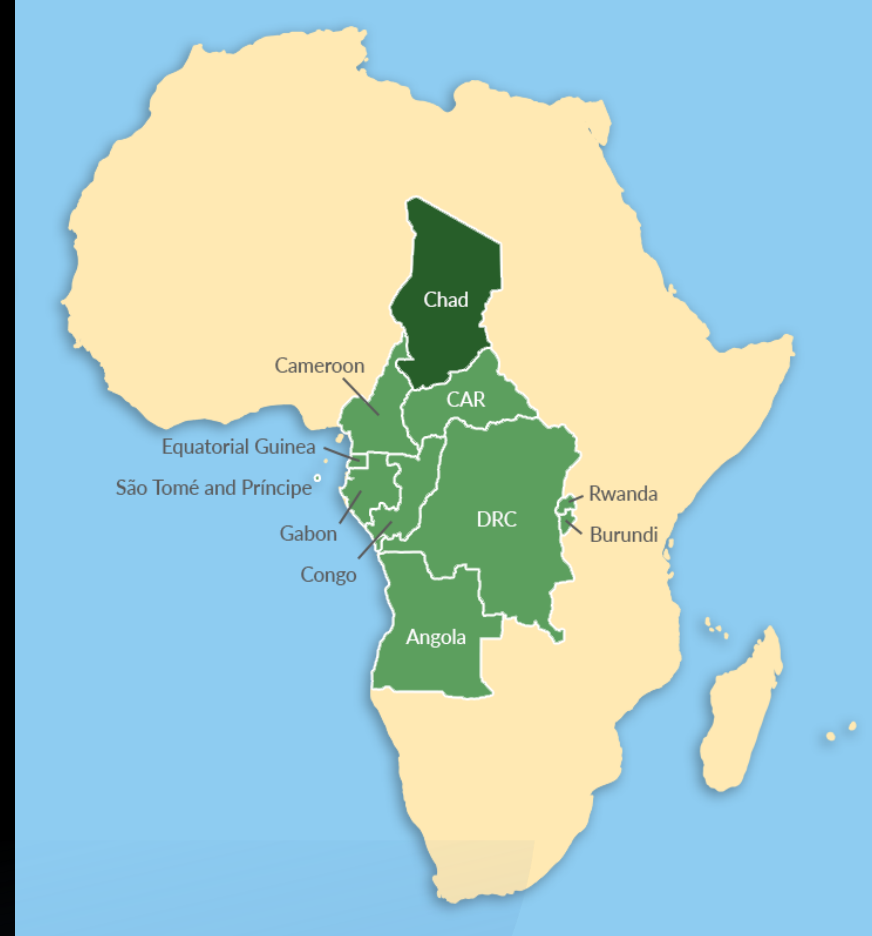 Chad
Cameroon
CAR
Equatorial Guinea
São Tomé and Príncipe
Rwanda
DRC
Gabon
Burundi
Congo
Angola